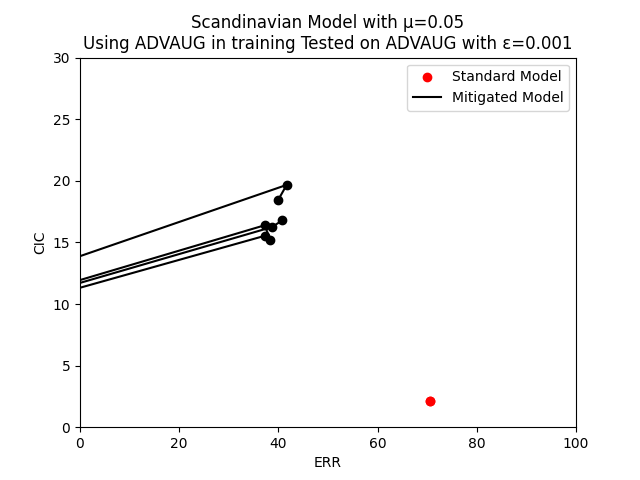 Scandinavian Model with μ=0.05
Using ADVAUG in training Tested on ADVAUG with ε=0.001
30
25
20
15
10
5
0
CIC
Standard Model
Mitigated Model
0 20 40 60 80 100
ERR